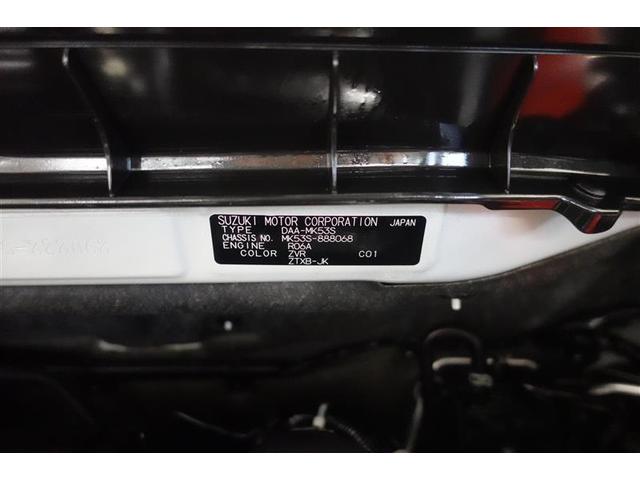 SUZUKI MOTOR CORPORATION JAPAN
TYPE DAA-MK53S
CHASSIS NO. MK53S-888068
ENGINE R06A
COLOR ZVR C01
ZTXB-JK